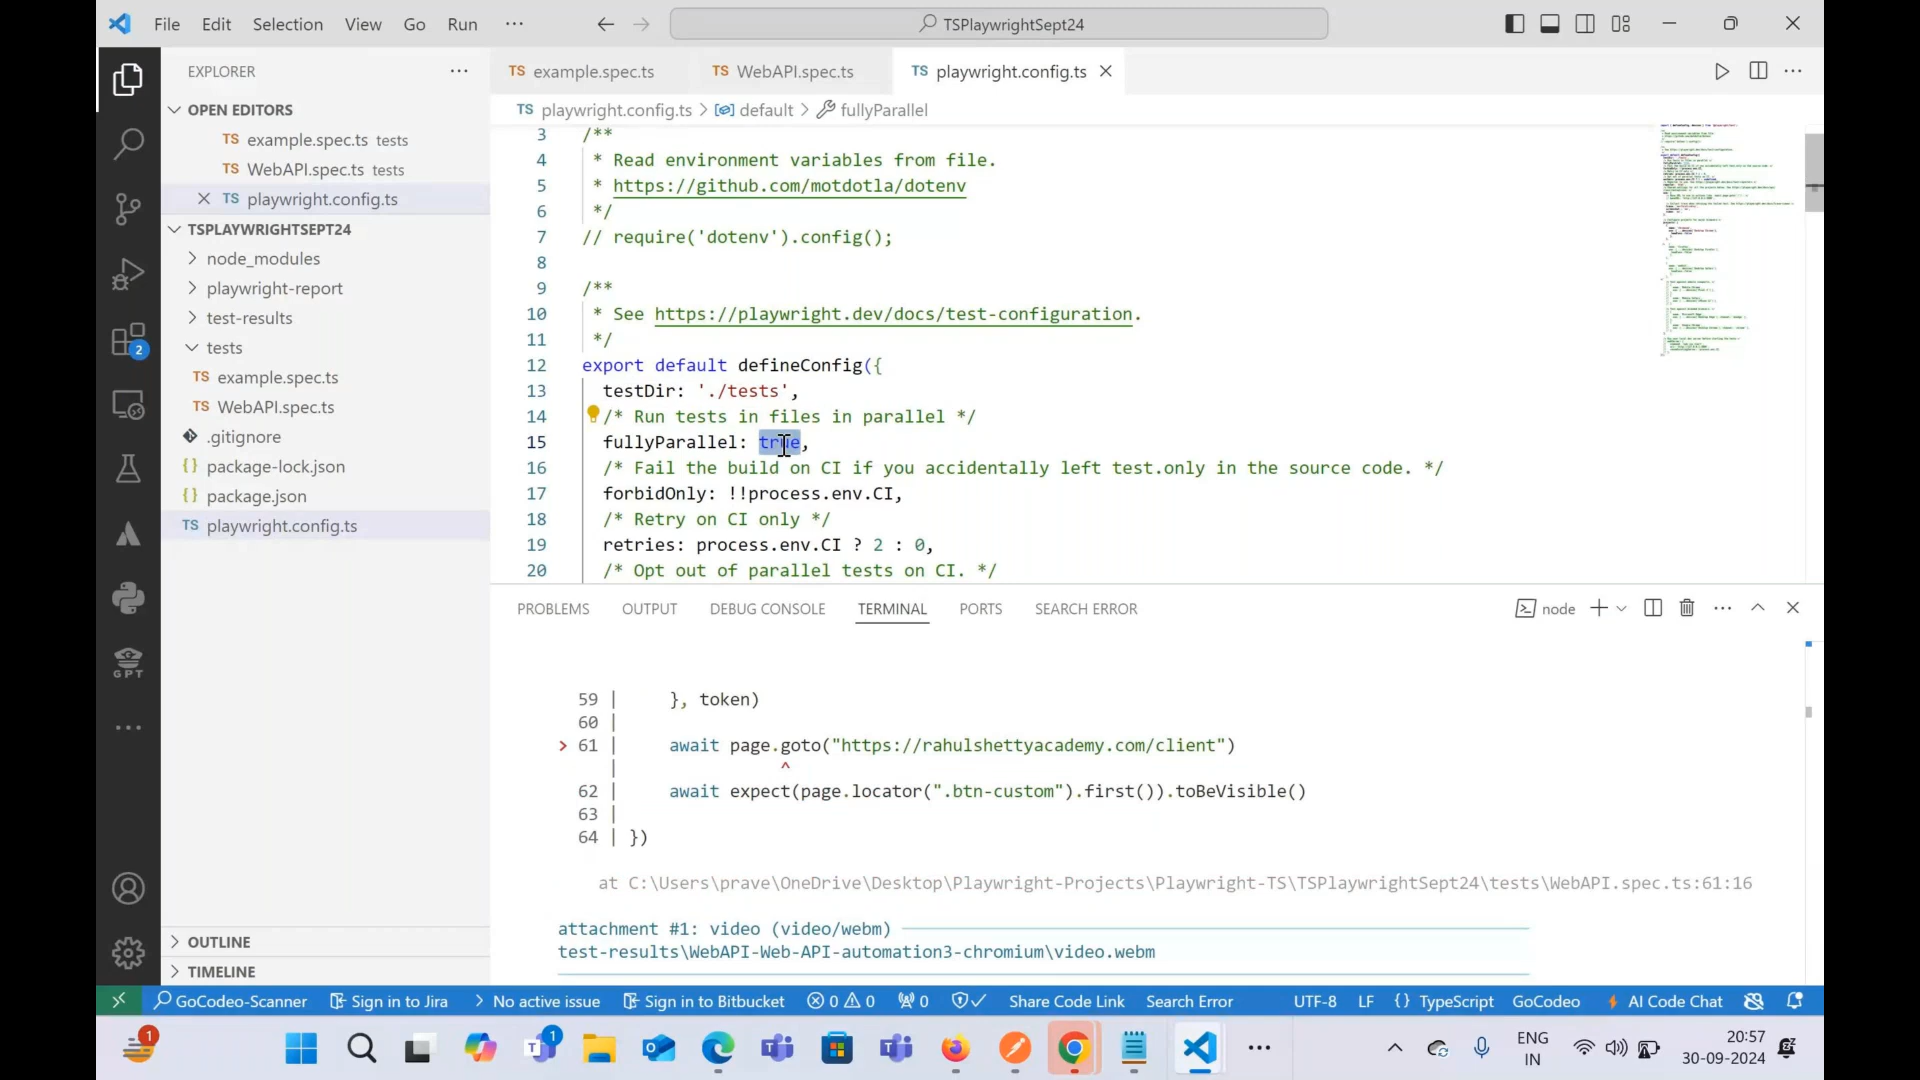 File Edit Selection View Go Run ··· TSPlaywrightSept24
EXPLORER
OPEN EDITORS
TS example.spec.ts tests
TS WebAPI.spec.ts tests
TS playwright.config.ts
TSPLAYWRIGHTSEPT24
node_modules
playwright-report
test-results
tests
TS example.spec.ts
TS WebAPI.spec.ts
.gitignore
{} package-lock.json
{} package.json
TS playwright.config.ts
OUTLINE
TIMELINE
2
GPT
TS example.spec.ts TS WebAPI.spec.ts TS playwright.config.ts
TS playwright.config.ts > default > fullyParallel
3 /**
4 * Read environment variables from file.
5 * https://github.com/motdotla/dotenv
6 */
7 // require('dotenv').config();
8
9 /**
10 * See https://playwright.dev/docs/test-configuration.
11 */
12 export default defineConfig({
13 testDir: './tests',
14 /* Run tests in files in parallel */
15 fullyParallel: true,
16 /* Fail the build on CI if you accidentally left test.only in the source code. */
17 forbidOnly: !!process.env.CI,
18 /* Retry on CI only */
19 retries: process.env.CI ? 2 : 0,
20 /* Opt out of parallel tests on CI. */
PROBLEMS OUTPUT DEBUG CONSOLE TERMINAL PORTS SEARCH ERROR node
59 | }, token)
60 |
> 61 | await page.goto("https://rahulshettyacademy.com/client")
| ^
62 | await expect(page.locator(".btn-custom").first()).toBeVisible()
63 |
64 | })
at C:\Users\prave\OneDrive\Desktop\Playwright-Projects\Playwright-TS\TSPlaywrightSept24\tests\WebAPI.spec.ts:61:16
attachment #1: video (video/webm)
test-results\WebAPI-Web-API-automation3-chromium\video.webm
GoCodeo-Scanner Sign in to Jira > No active issue Sign in to Bitbucket 0 0 0 Share Code Link Search Error UTF-8 LF {} TypeScript GoCodeo AI Code Chat
1 1 ENG IN 20:57 30-09-2024